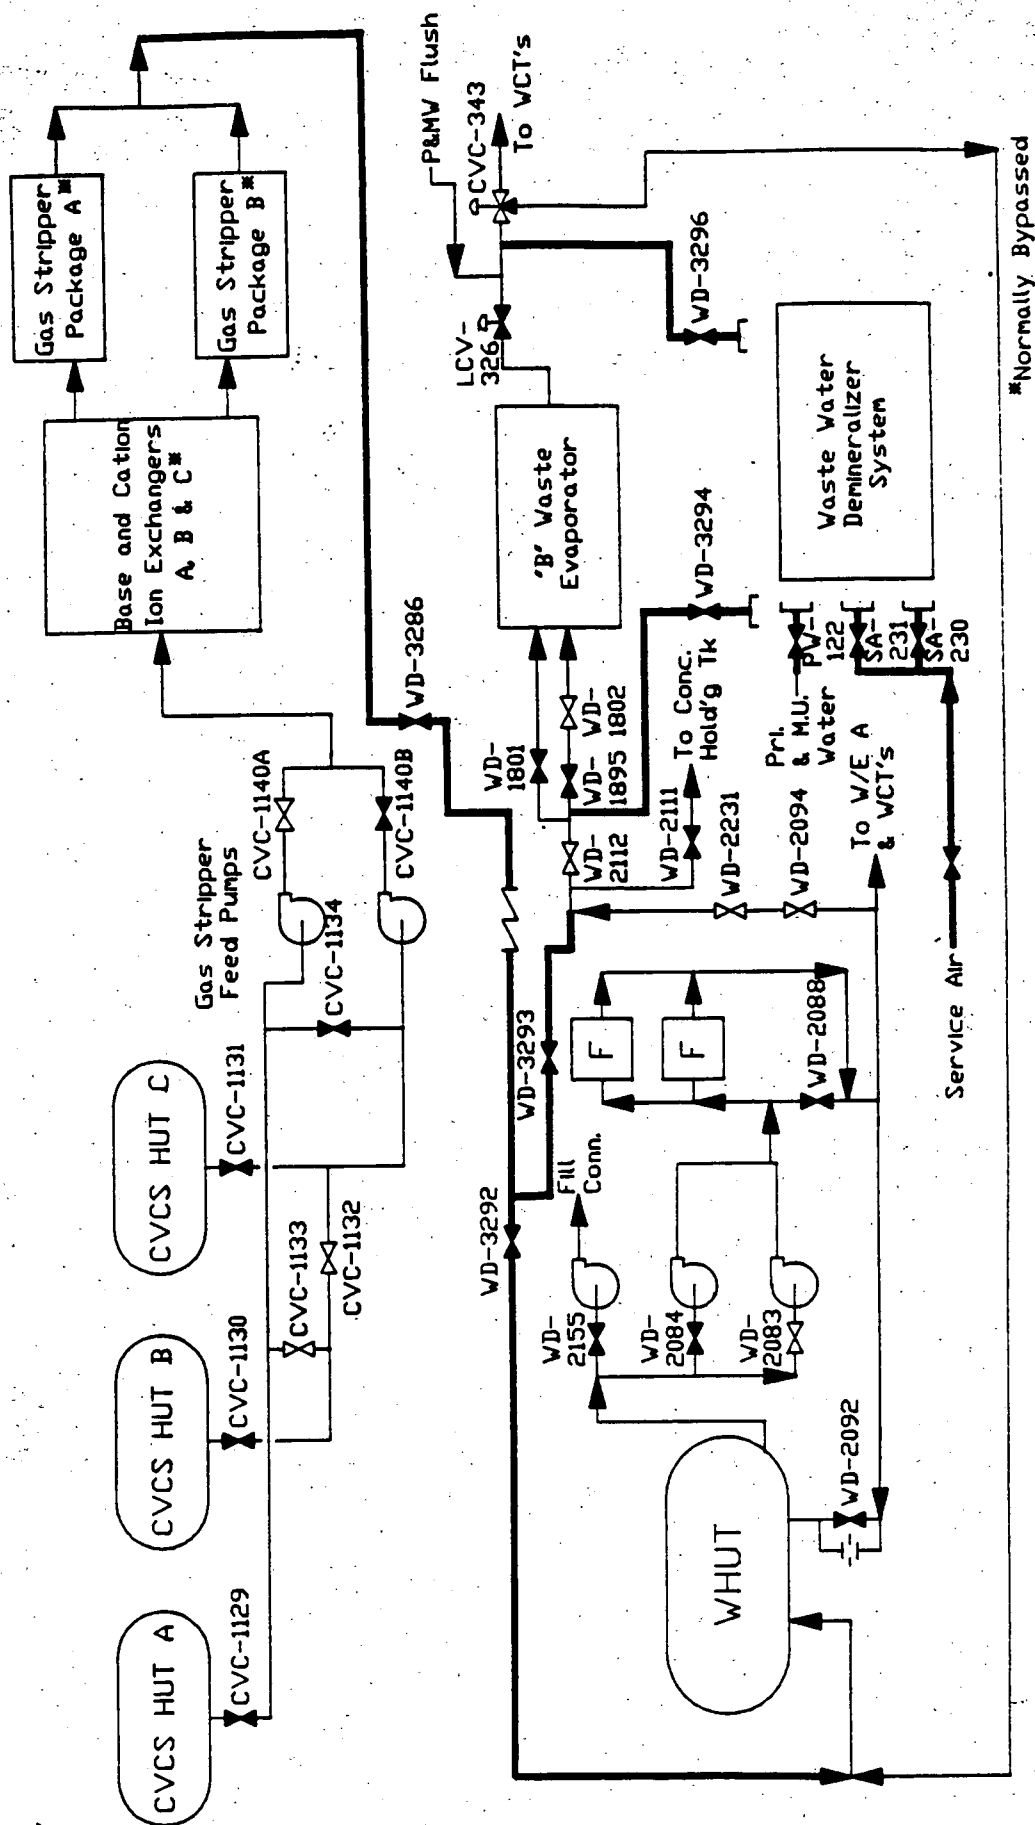 CVCS HUT A
CVC-1129
CVCS HUT B
CVC-1130
CVCS HUT C
CVC-1131
CVC-1133
CVC-1132
CVC-1134
Gas Stripper
Feed Pumps
CVC-1140A
CVC-1140B
Base and Cation
Ion Exchangers
A, B & C*
Gas Stripper
Package A*
Gas Stripper
Package B*
WD-3286
WD-3292
WD-3293
Fill
Conn.
WD-
2155
WD-
2084
WD-
2083
WHUT
WD-2092
F
F
WD-2088
WD-
2112
WD-2111
WD-2231
WD-2094
To Conc.
Hold'g Tk
To W/E A
& WCT's
WD-
1801
WD-
1895
WD-
1802
'B' Waste
Evaporator
LCV-
326
P&MW Flush
CVC-343
To WCT's
WD-3294
WD-3296
Pri.
& M.U.
Water
PW-
122
SA-
231
SA-
230
Service Air
Waste Water
Demineralizer
System
*Normally Bypassed